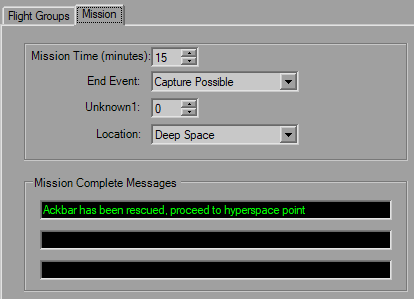 Flight Groups Mission
Mission Time (minutes): 15
End Event: Capture Possible
Unknown1: 0
Location: Deep Space
Mission Complete Messages
Ackbar has been rescued, proceed to hyperspace point